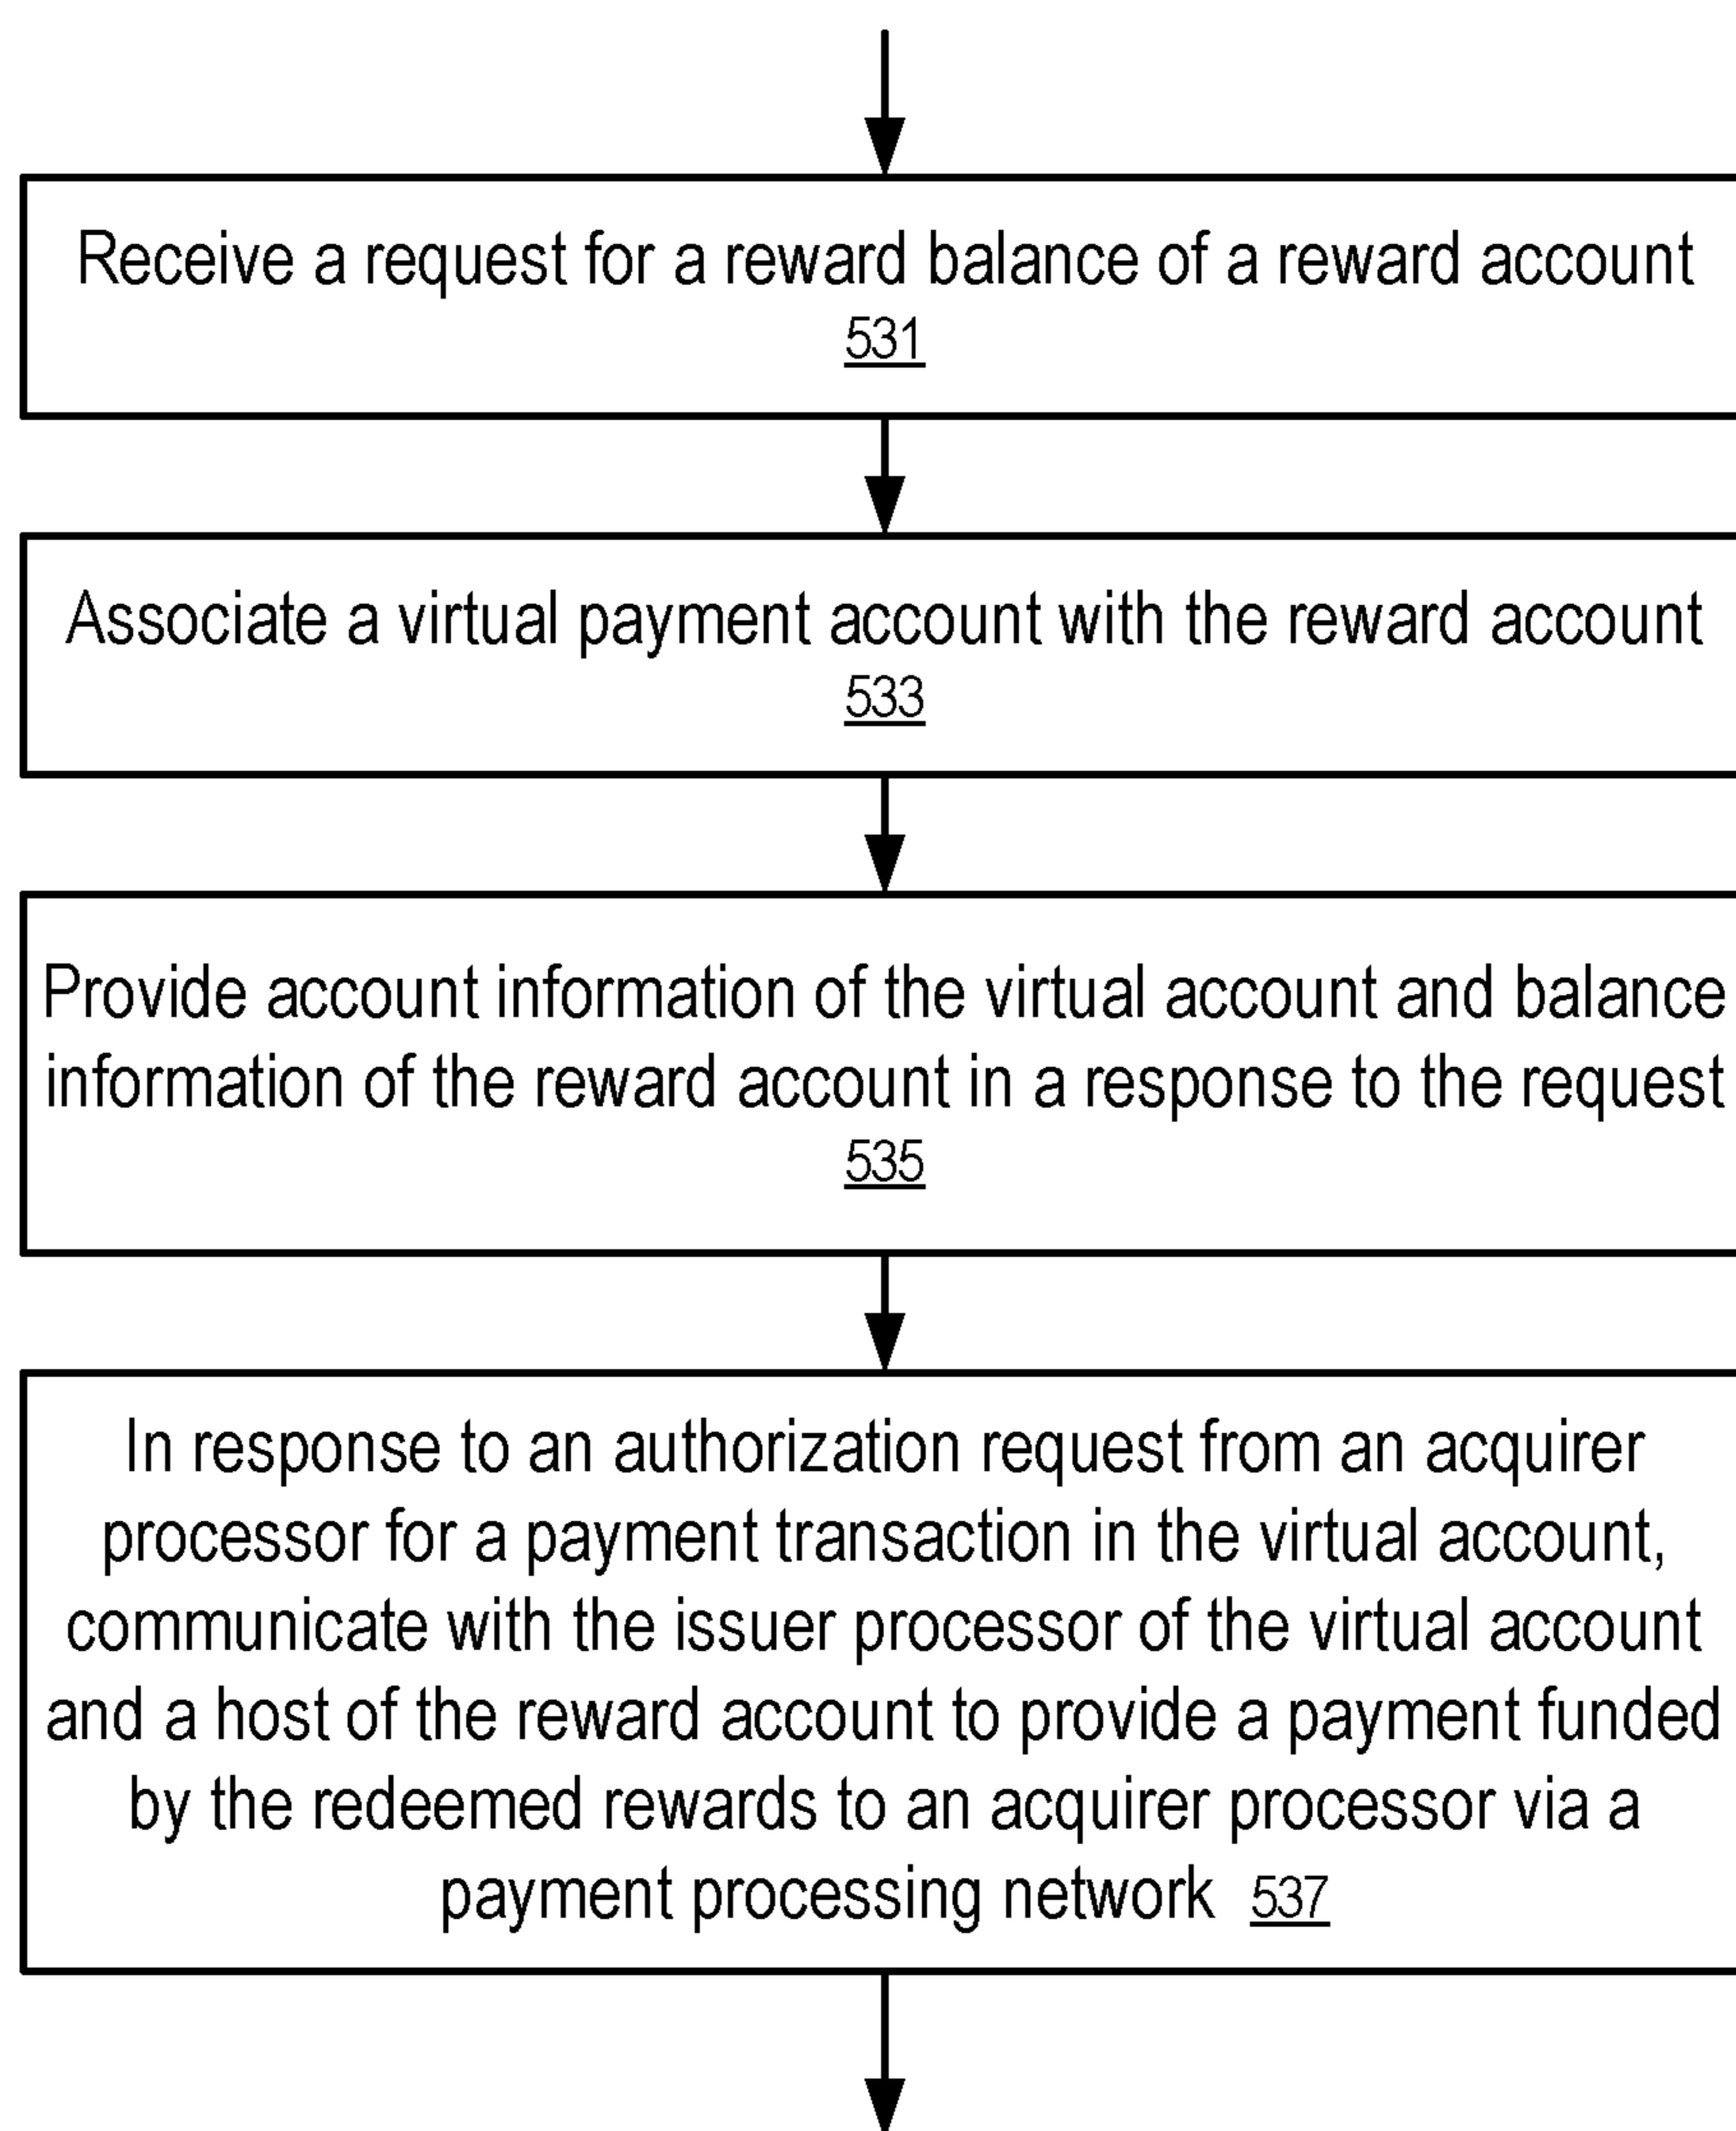 Receive a request for a reward balance of a reward account
531
Associate a virtual payment account with the reward account
533
Provide account information of the virtual account and balance
information of the reward account in a response to the request
535
In response to an authorization request from an acquirer
processor for a payment transaction in the virtual account,
communicate with the issuer processor of the virtual account
and a host of the reward account to provide a payment funded
by the redeemed rewards to an acquirer processor via a
payment processing network 537